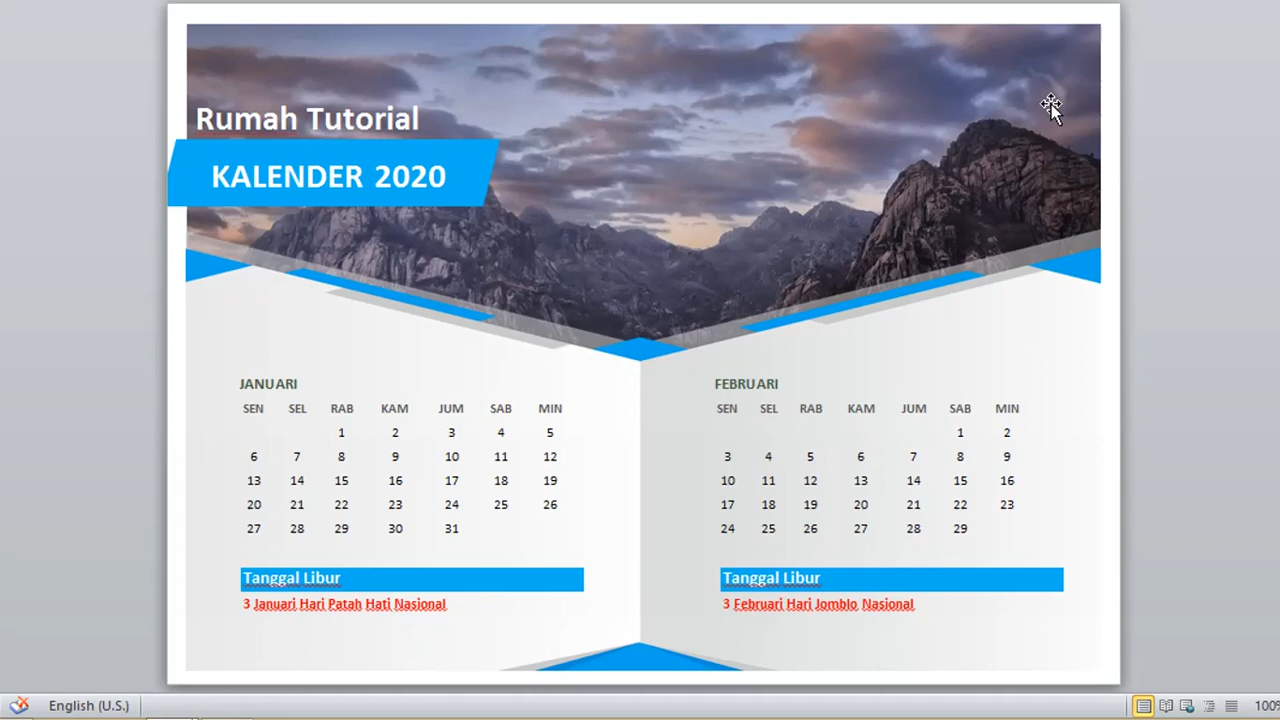 Rumah Tutorial
KALENDER 2020
JANUARI
SEN SEL RAB KAM JUM SAB MIN
1 2 3 4 5
6 7 8 9 10 11 12
13 14 15 16 17 18 19
20 21 22 23 24 25 26
27 28 29 30 31
Tanggal Libur
3 Januari Hari Patah Hati Nasional
FEBRUARI
SEN SEL RAB KAM JUM SAB MIN
1 2
3 4 5 6 7 8 9
10 11 12 13 14 15 16
17 18 19 20 21 22 23
24 25 26 27 28 29
Tanggal Libur
3 Februari Hari Jomblo Nasional
English (U.S.)
100%